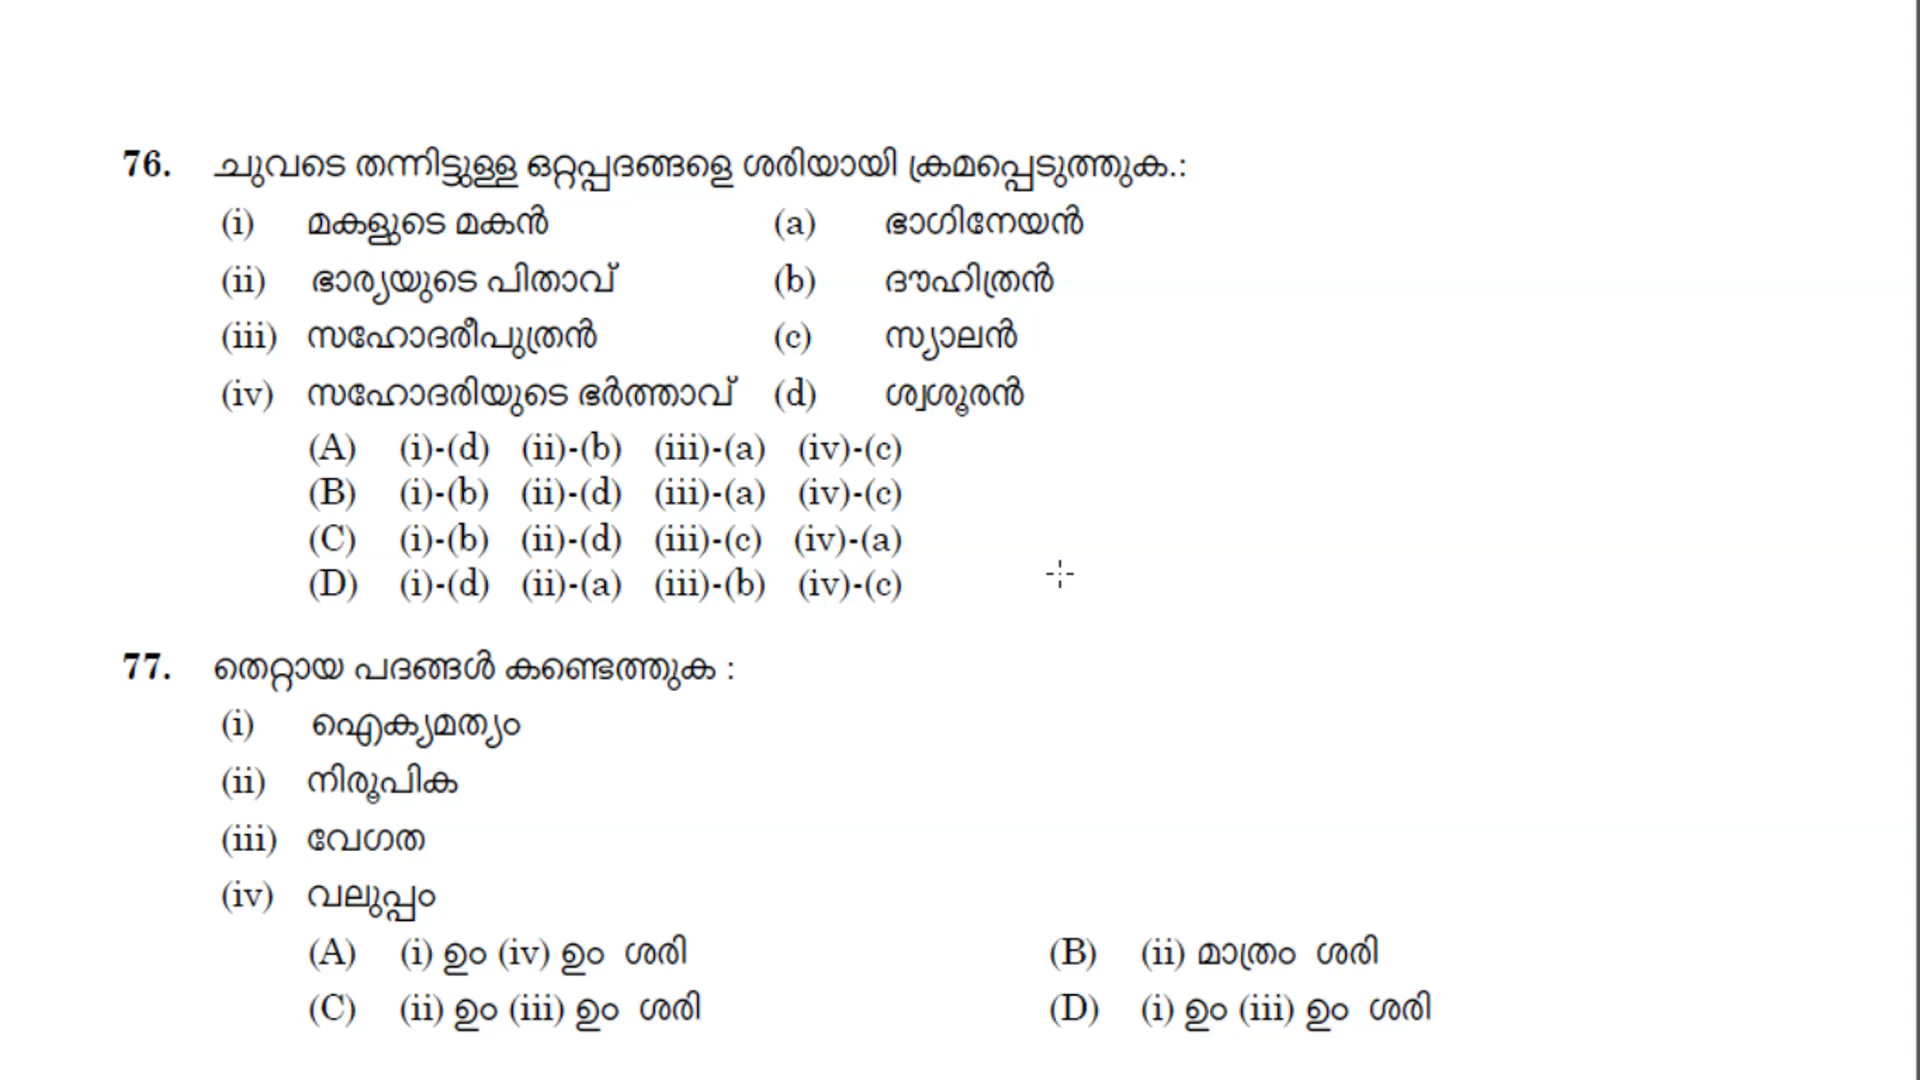 76. ചുവടെ തന്നിട്ടുള്ള ഒറ്റപ്പദങ്ങളെ ശരിയായി ക്രമപ്പെടുത്തുക.:
(i) മകളുടെ മകൻ (a) ഭാഗിനേയൻ
(ii) ഭാര്യയുടെ പിതാവ് (b) ദൗഹിത്രൻ
(iii) സഹോദരീപുത്രൻ (c) സ്യാലൻ
(iv) സഹോദരിയുടെ ഭർത്താവ് (d) ശ്വശൂരൻ
(A) (i)-(d) (ii)-(b) (iii)-(a) (iv)-(c)
(B) (i)-(b) (ii)-(d) (iii)-(a) (iv)-(c)
(C) (i)-(b) (ii)-(d) (iii)-(c) (iv)-(a)
(D) (i)-(d) (ii)-(a) (iii)-(b) (iv)-(c)
77. തെറ്റായ പദങ്ങൾ കണ്ടെത്തുക :
(i) ഐക്യമത്യം
(ii) നിരൂപിക
(iii) വേഗത
(iv) വലുപ്പം
(A) (i) ഉം (iv) ഉം ശരി (B) (ii) മാത്രം ശരി
(C) (ii) ഉം (iii) ഉം ശരി (D) (i) ഉം (iii) ഉം ശരി